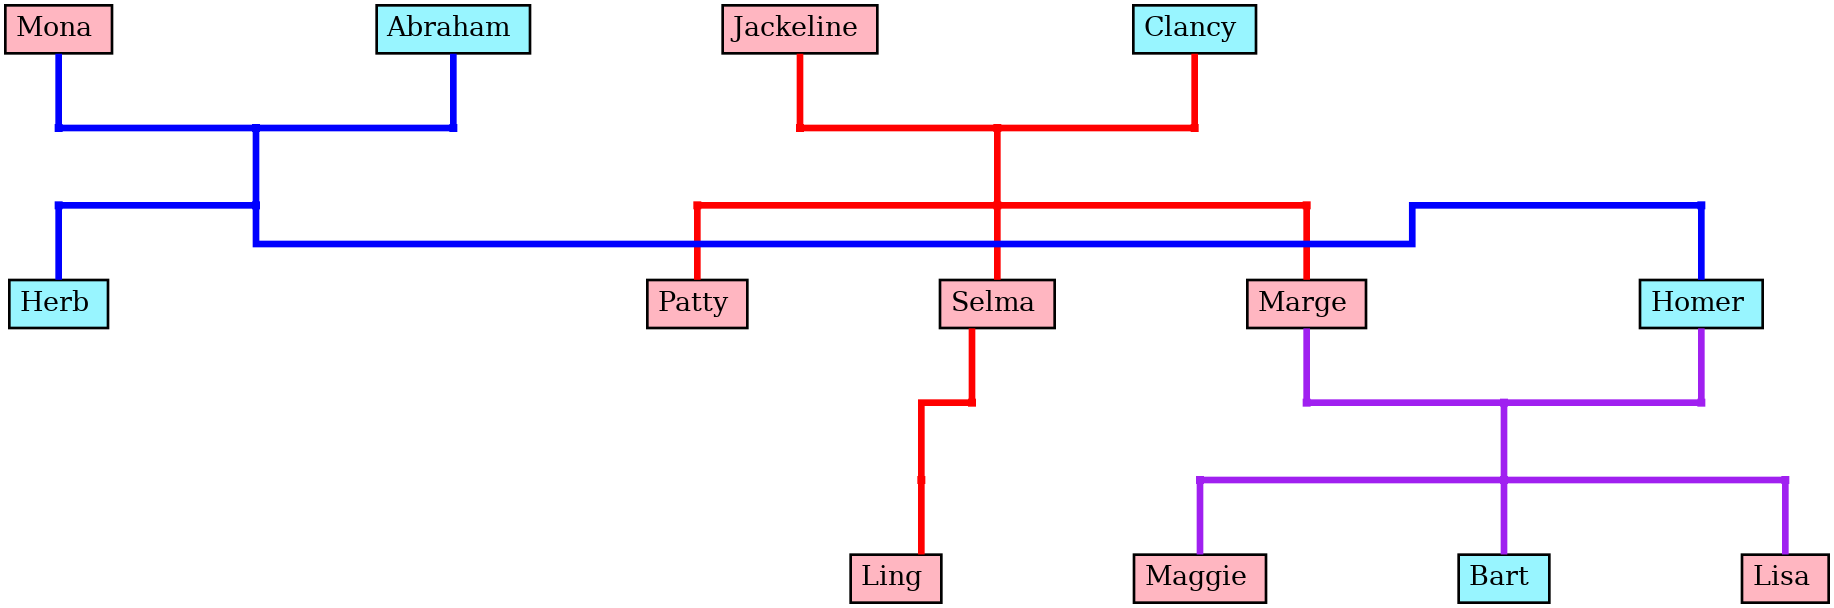 Mona
Abraham
Jackeline
Clancy
Herb
Patty
Selma
Marge
Homer
Ling
Maggie
Bart
Lisa